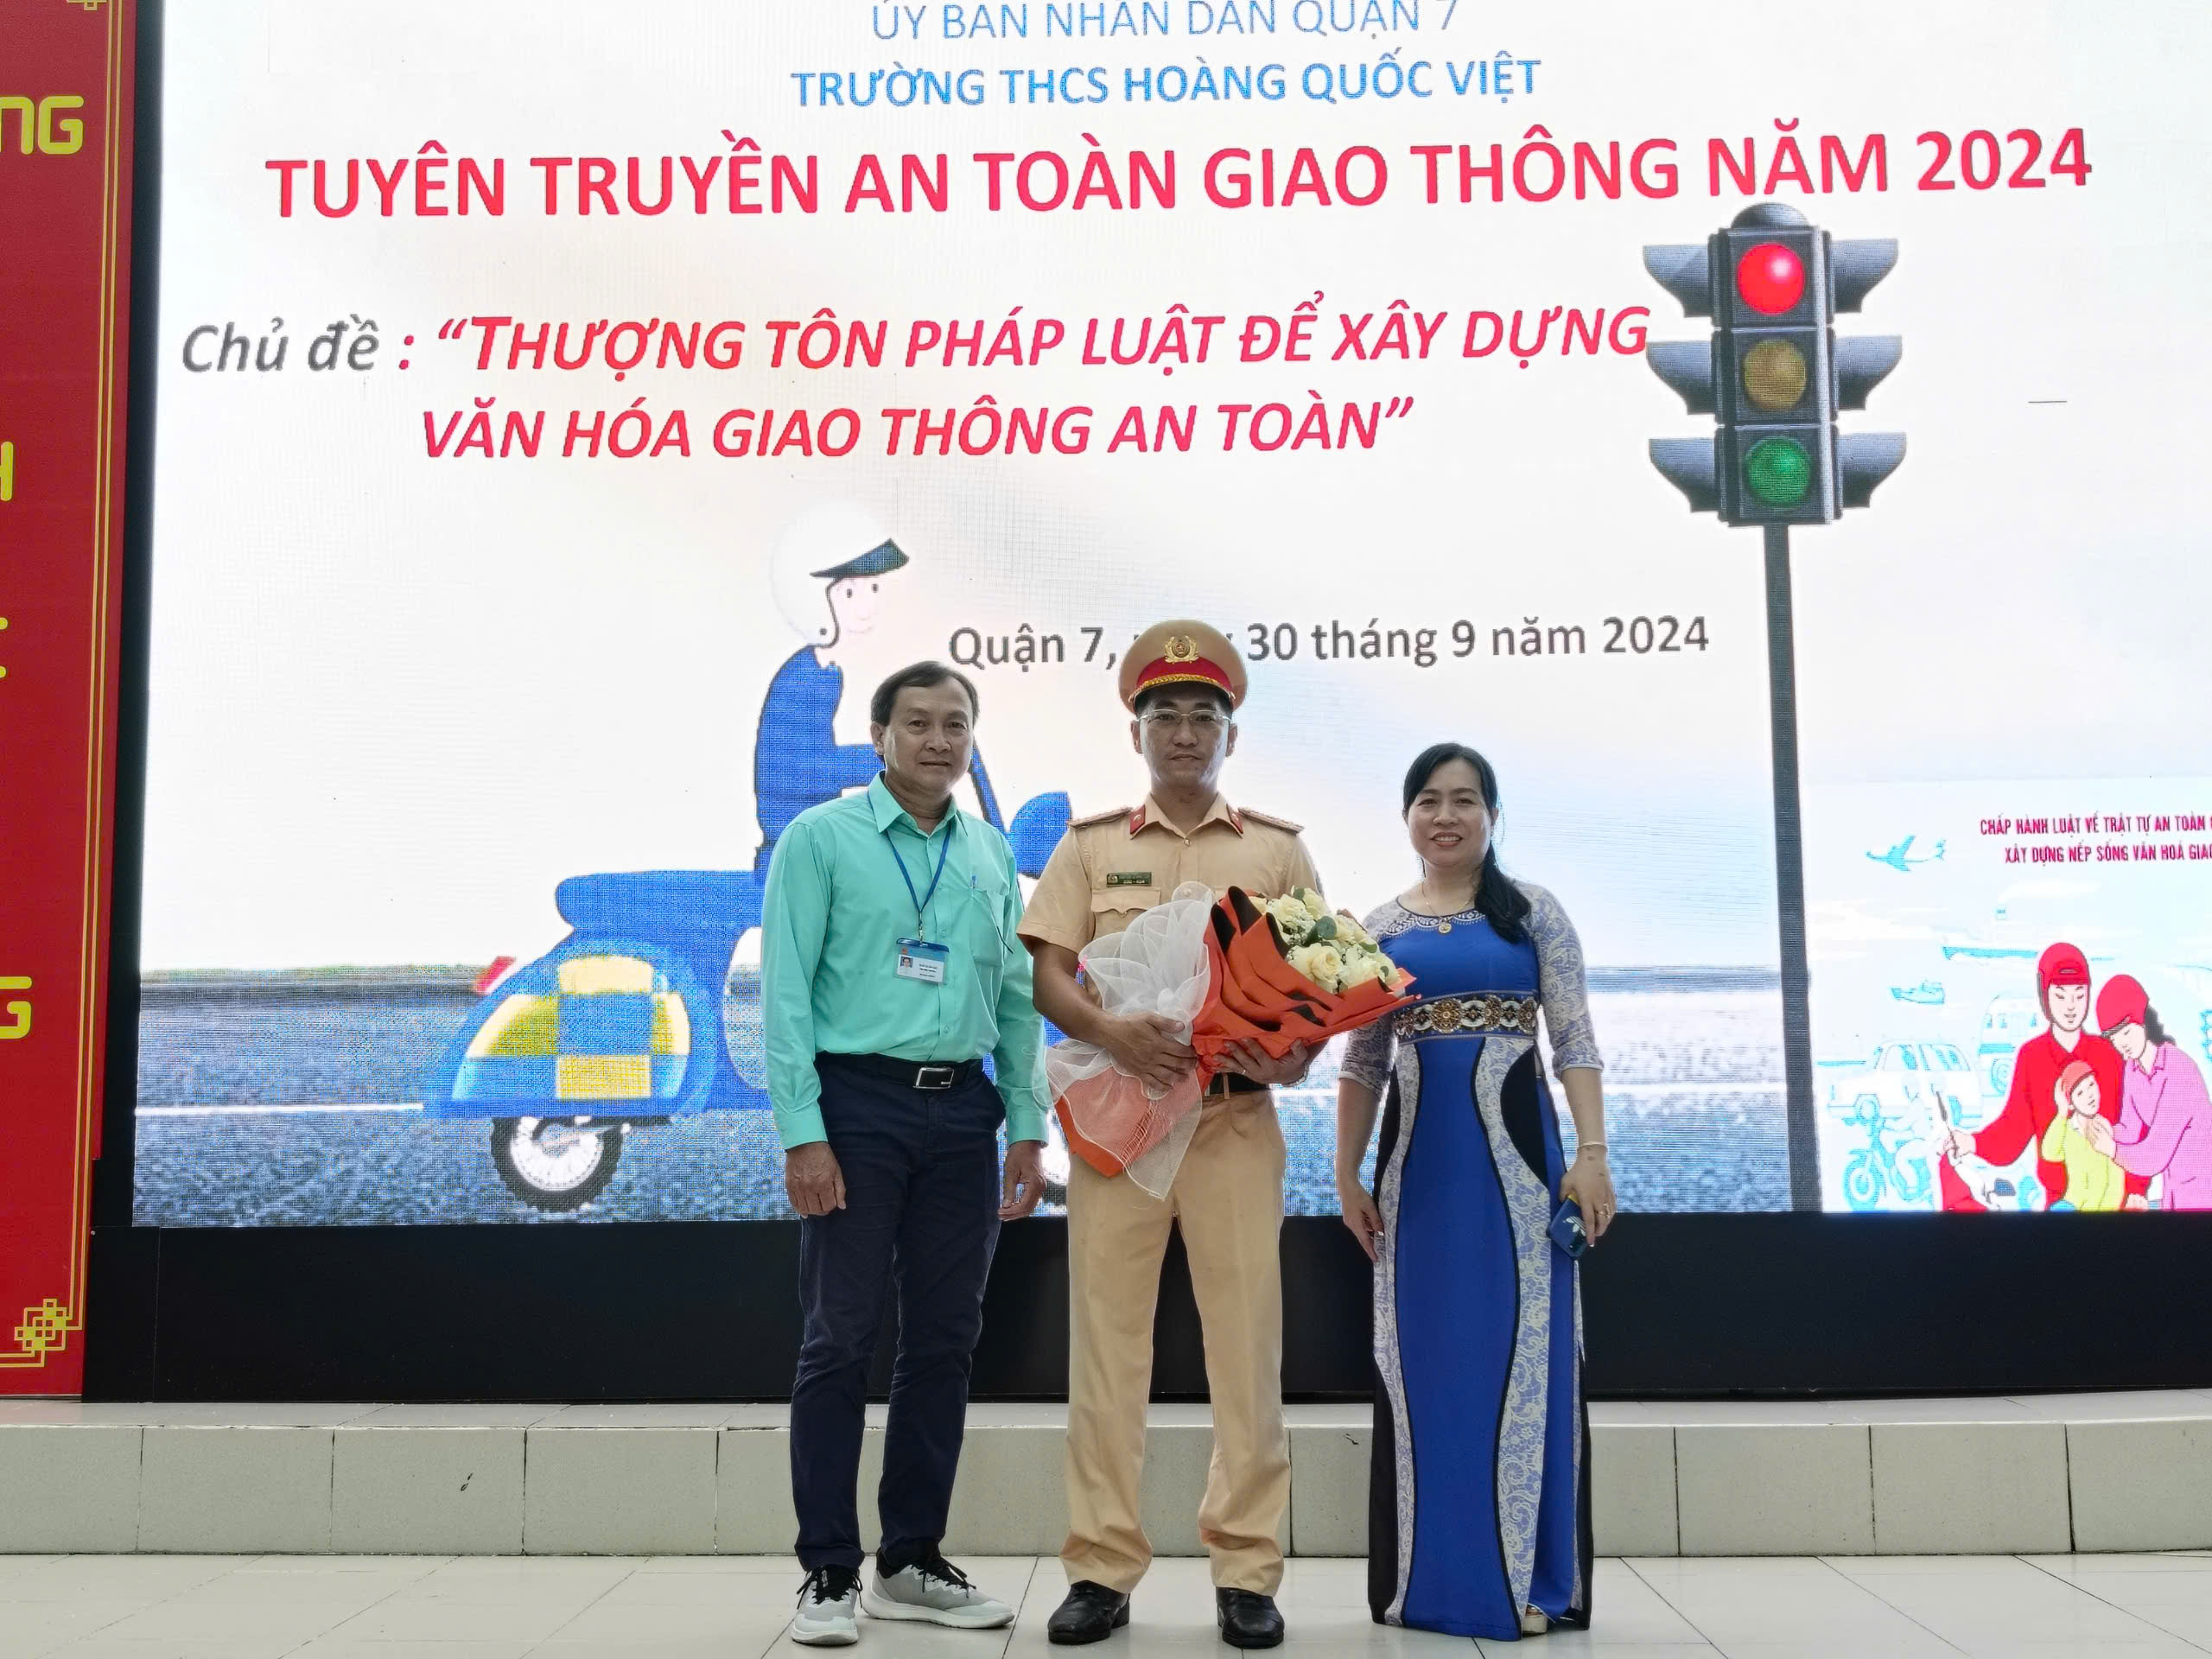 ỦY BAN NHÂN DÂN QUẬN 7
TRƯỜNG THCS HOÀNG QUỐC VIỆT
TUYÊN TRUYỀN AN TOÀN GIAO THÔNG NĂM 2024
Chủ đề : “THƯỢNG TÔN PHÁP LUẬT ĐỂ XÂY DỰNG
VĂN HÓA GIAO THÔNG AN TOÀN”
Quận 7, 30 tháng 9 năm 2024
CHẤP HÀNH LUẬT VỀ TRẬT TỰ AN TOÀN
XÂY DỰNG NẾP SỐNG VĂN HOÁ GIAO
NG
H
G